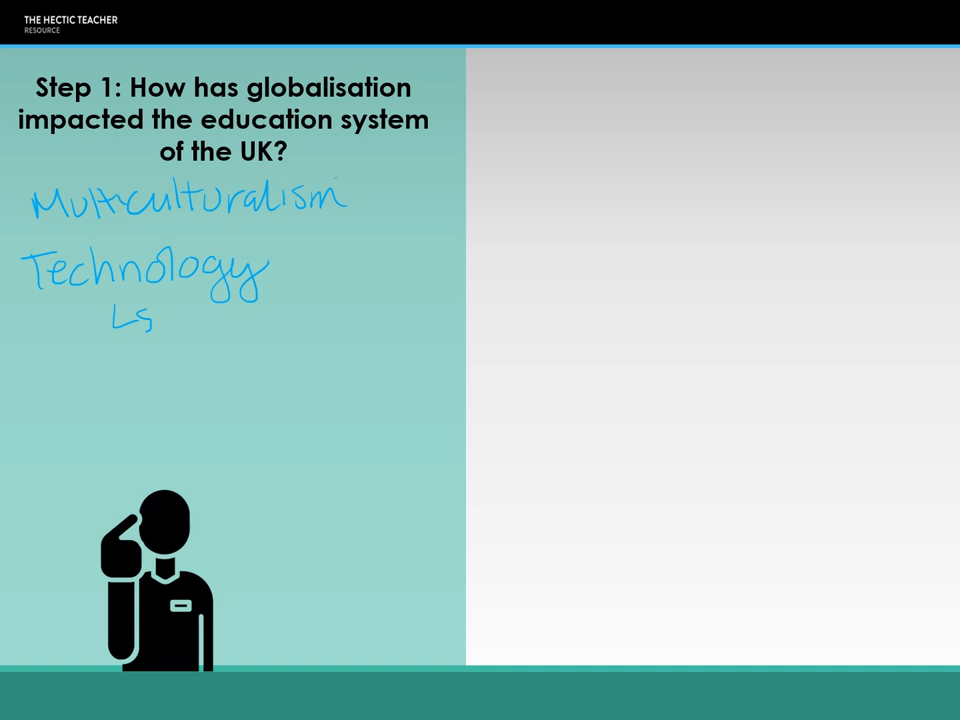 THE HECTIC TEACHER
RESOURCE
Step 1: How has globalisation
impacted the education system
of the UK?
Multiculturalism
Technology